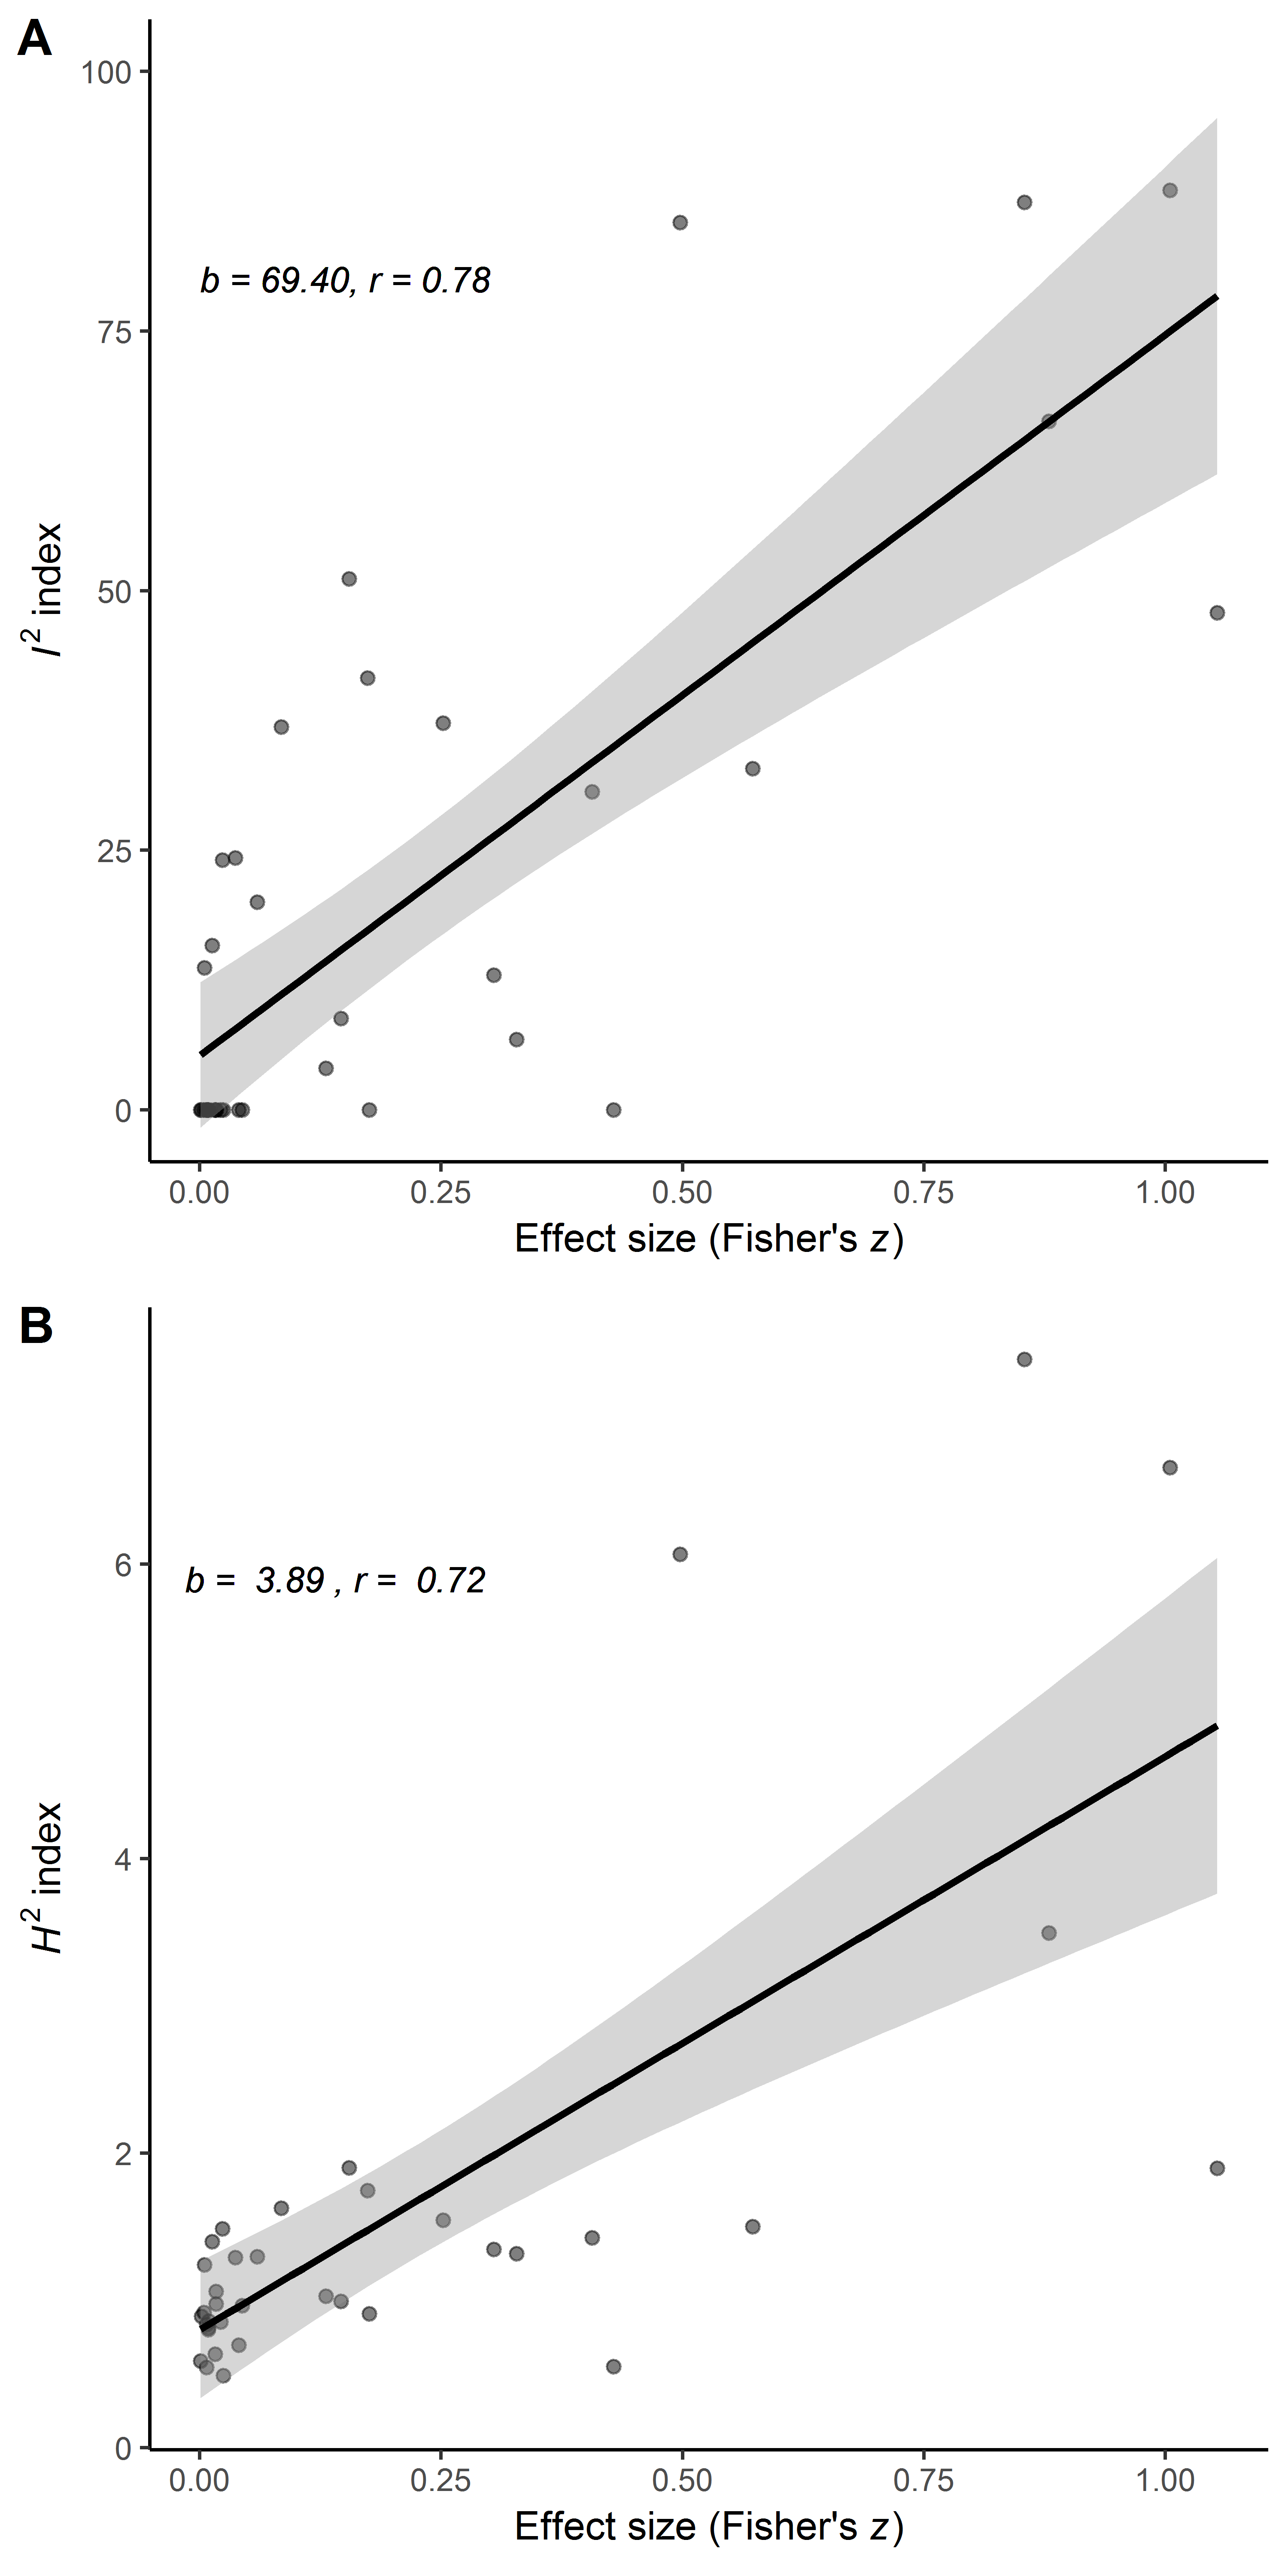 A
100
75
50
25
0
I² index
b = 69.40, r = 0.78
0.00 0.25 0.50 0.75 1.00
Effect size (Fisher's z)
B
6
4
2
0
H² index
b =  3.89 , r =  0.72
0.00 0.25 0.50 0.75 1.00
Effect size (Fisher's z)